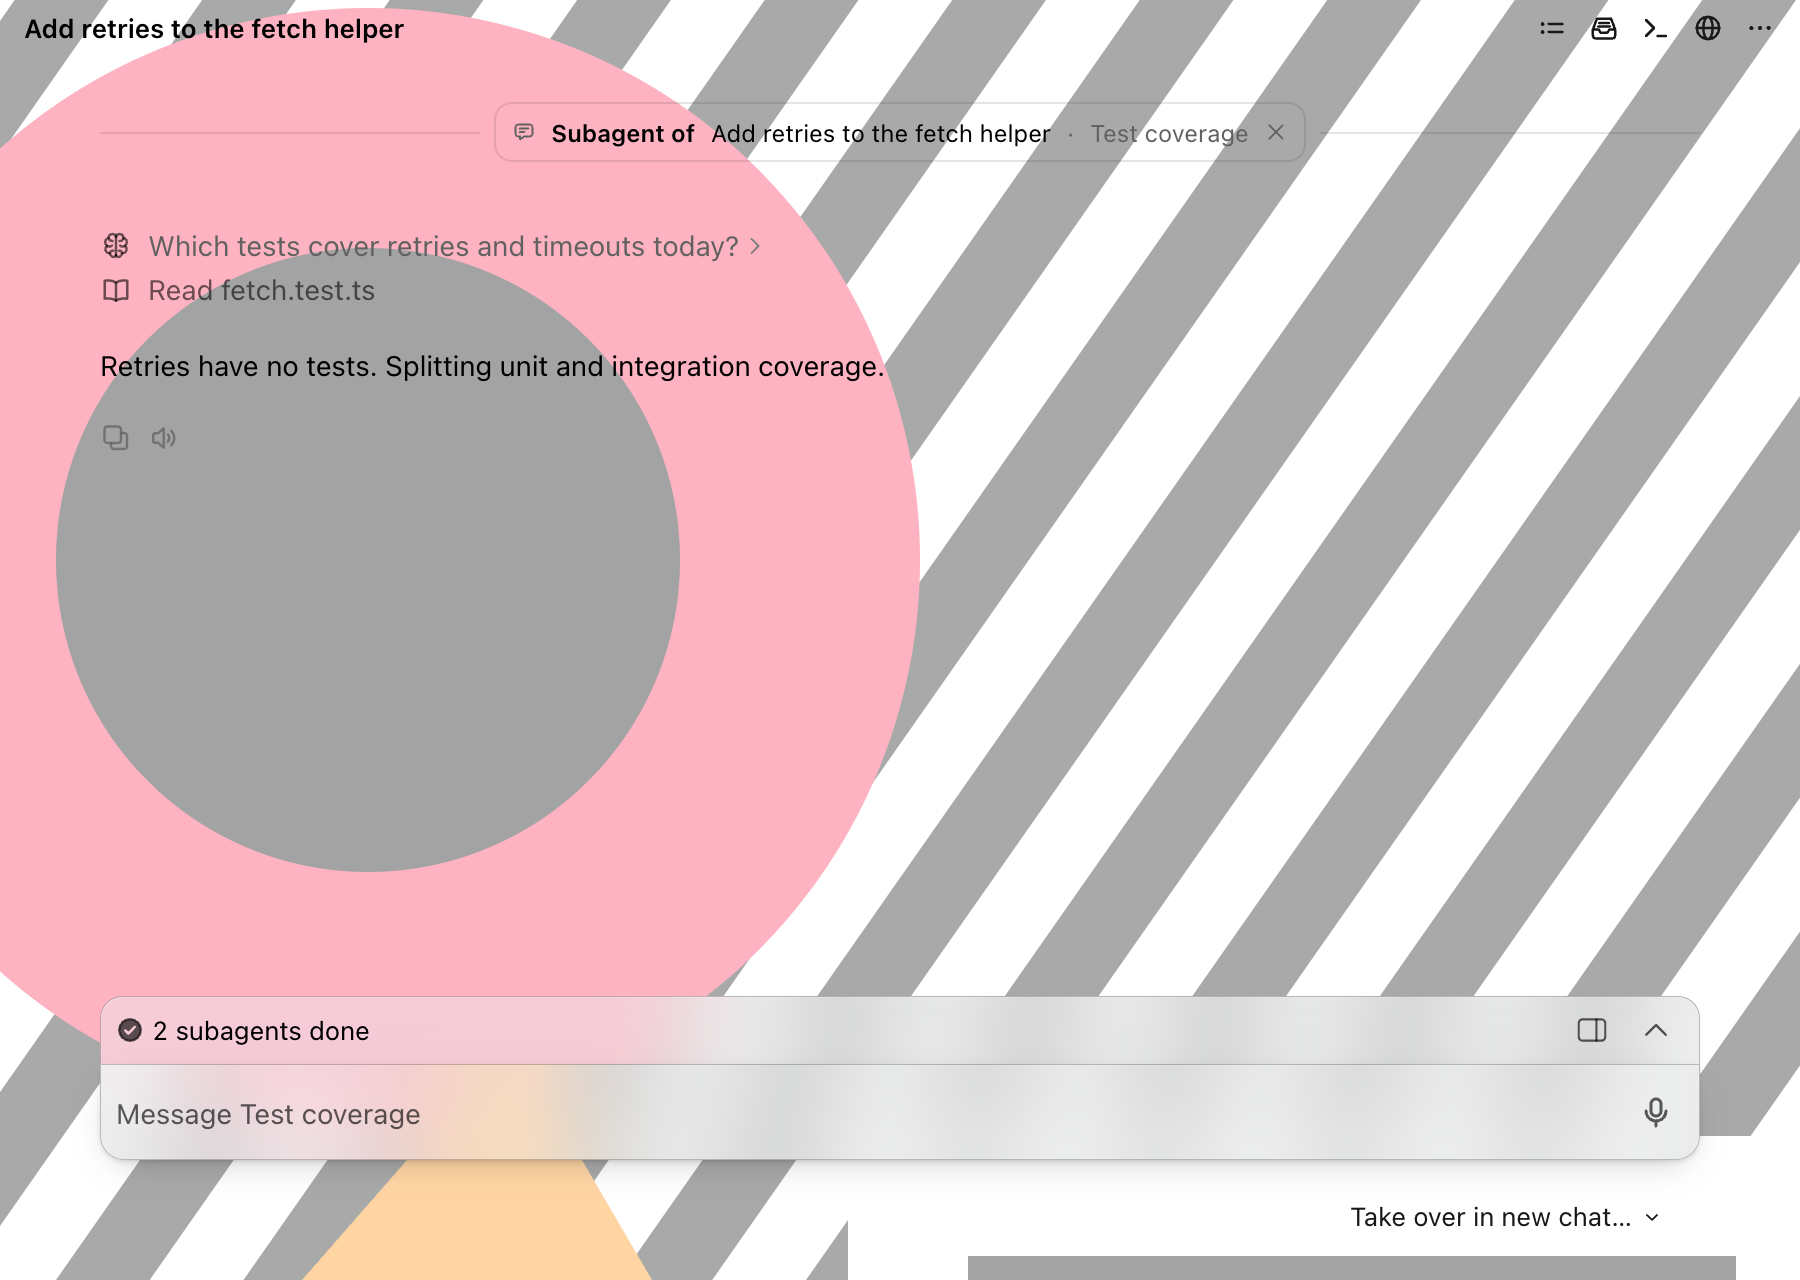 Add retries to the fetch helper
Subagent of Add retries to the fetch helper · Test coverage
Which tests cover retries and timeouts today?
Read fetch.test.ts
Retries have no tests. Splitting unit and integration coverage.
2 subagents done
Message Test coverage
Take over in new chat...